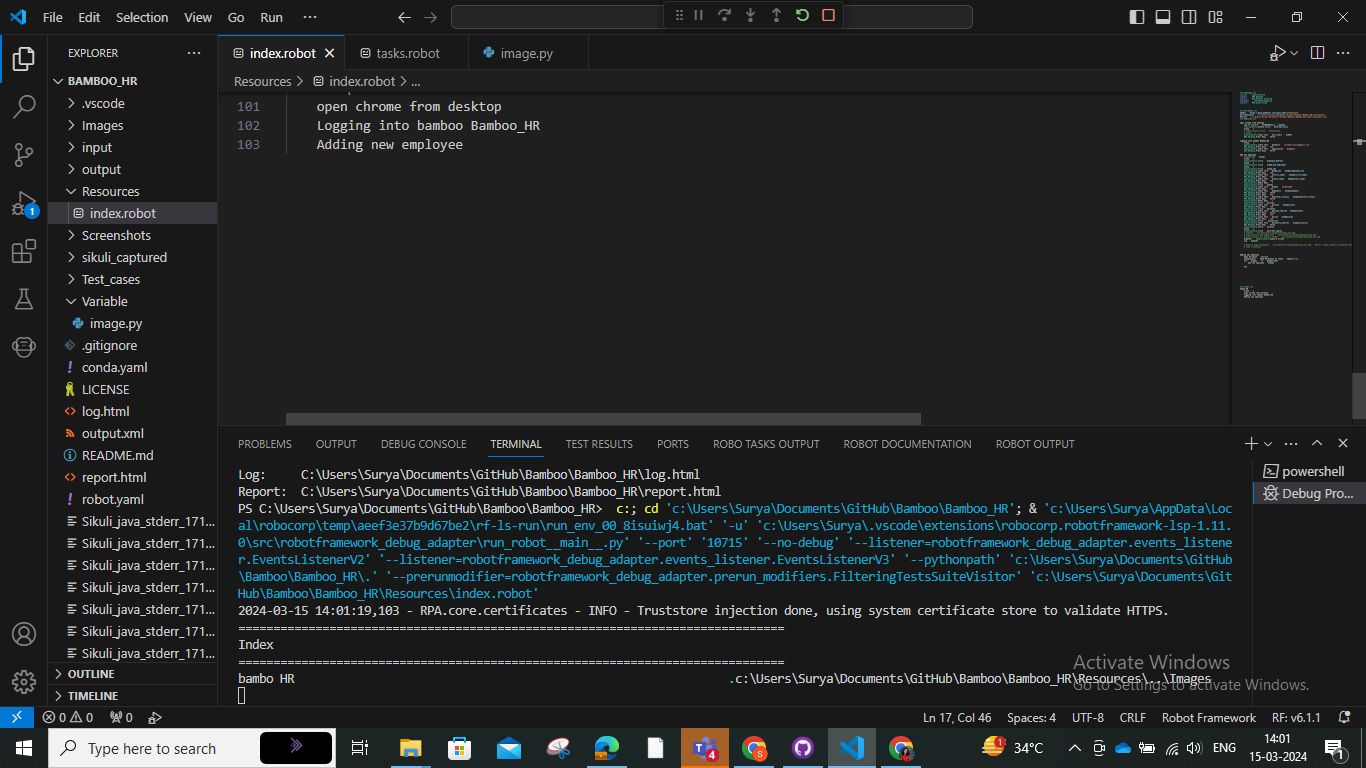 File Edit Selection View Go Run ···
EXPLORER ···
BAMBOO_HR
.vscode
Images
input
output
Resources
index.robot
Screenshots
sikuli_captured
Test_cases
Variable
image.py
.gitignore
conda.yaml
LICENSE
log.html
output.xml
README.md
report.html
robot.yaml
Sikuli_java_stderr_171...
Sikuli_java_stderr_171...
Sikuli_java_stderr_171...
Sikuli_java_stderr_171...
Sikuli_java_stderr_171...
Sikuli_java_stderr_171...
Sikuli_java_stderr_171...
OUTLINE
TIMELINE
1
index.robot tasks.robot image.py
Resources > index.robot > ...
101 open chrome from desktop
102 Logging into bamboo Bamboo_HR
103 Adding new employee
PROBLEMS OUTPUT DEBUG CONSOLE TERMINAL TEST RESULTS PORTS ROBO TASKS OUTPUT ROBOT DOCUMENTATION ROBOT OUTPUT
powershell
Debug Pro...
Log: C:\Users\Surya\Documents\GitHub\Bamboo\Bamboo_HR\log.html
Report: C:\Users\Surya\Documents\GitHub\Bamboo\Bamboo_HR\report.html
PS C:\Users\Surya\Documents\GitHub\Bamboo\Bamboo_HR> c:; cd 'c:\Users\Surya\Documents\GitHub\Bamboo\Bamboo_HR'; & 'c:\Users\Surya\AppData\Loc
al\robocorp\temp\aeef3e37b9d67be2\rf-ls-run\run_env_00_8isuiwj4.bat' '-u' 'c:\Users\Surya\.vscode\extensions\robocorp.robotframework-lsp-1.11.
0\src\robotframework_debug_adapter\run_robot__main__.py' '--port' '10715' '--no-debug' '--listener=robotframework_debug_adapter.events_listene
r.EventsListenerV2' '--listener=robotframework_debug_adapter.events_listener.EventsListenerV3' '--pythonpath' 'c:\Users\Surya\Documents\GitHub
\Bamboo\Bamboo_HR\.' '--prerunmodifier=robotframework_debug_adapter.prerun_modifiers.FilteringTestsSuiteVisitor' 'c:\Users\Surya\Documents\Git
Hub\Bamboo\Bamboo_HR\Resources\index.robot'
2024-03-15 14:01:19,103 - RPA.core.certificates - INFO - Truststore injection done, using system certificate store to validate HTTPS.
==============================================================================
Index
==============================================================================
bambo HR .c:\Users\Surya\Documents\GitHub\Bamboo\Bamboo_HR\Resources\..\Images
Activate Windows
Go to Settings to activate Windows.
0 0 0 Ln 17, Col 46 Spaces: 4 UTF-8 CRLF Robot Framework RF: v6.1.1
Type here to search 4 S 1 34°C ENG 14:01
15-03-2024 1